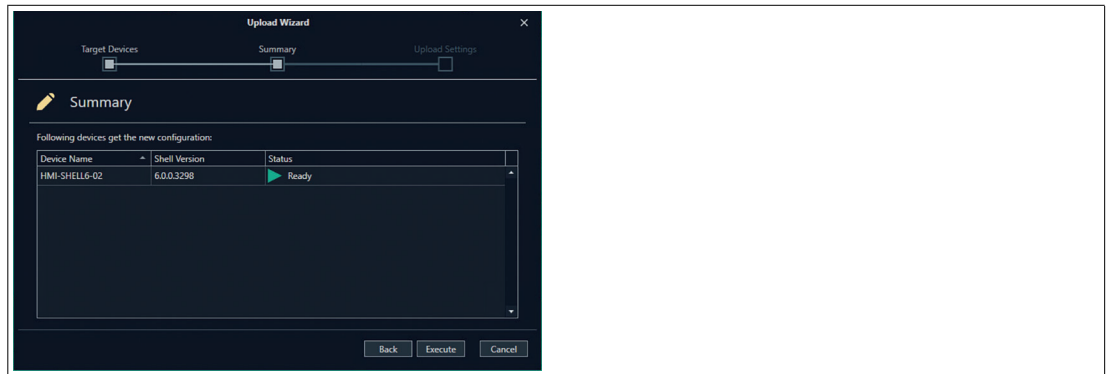 Upload Wizard
Target Devices Summary Upload Settings
Summary
Following devices get the new configuration:
Device Name Shell Version Status
HMI-SHELL6-02 6.0.0.3298 Ready
Back Execute Cancel